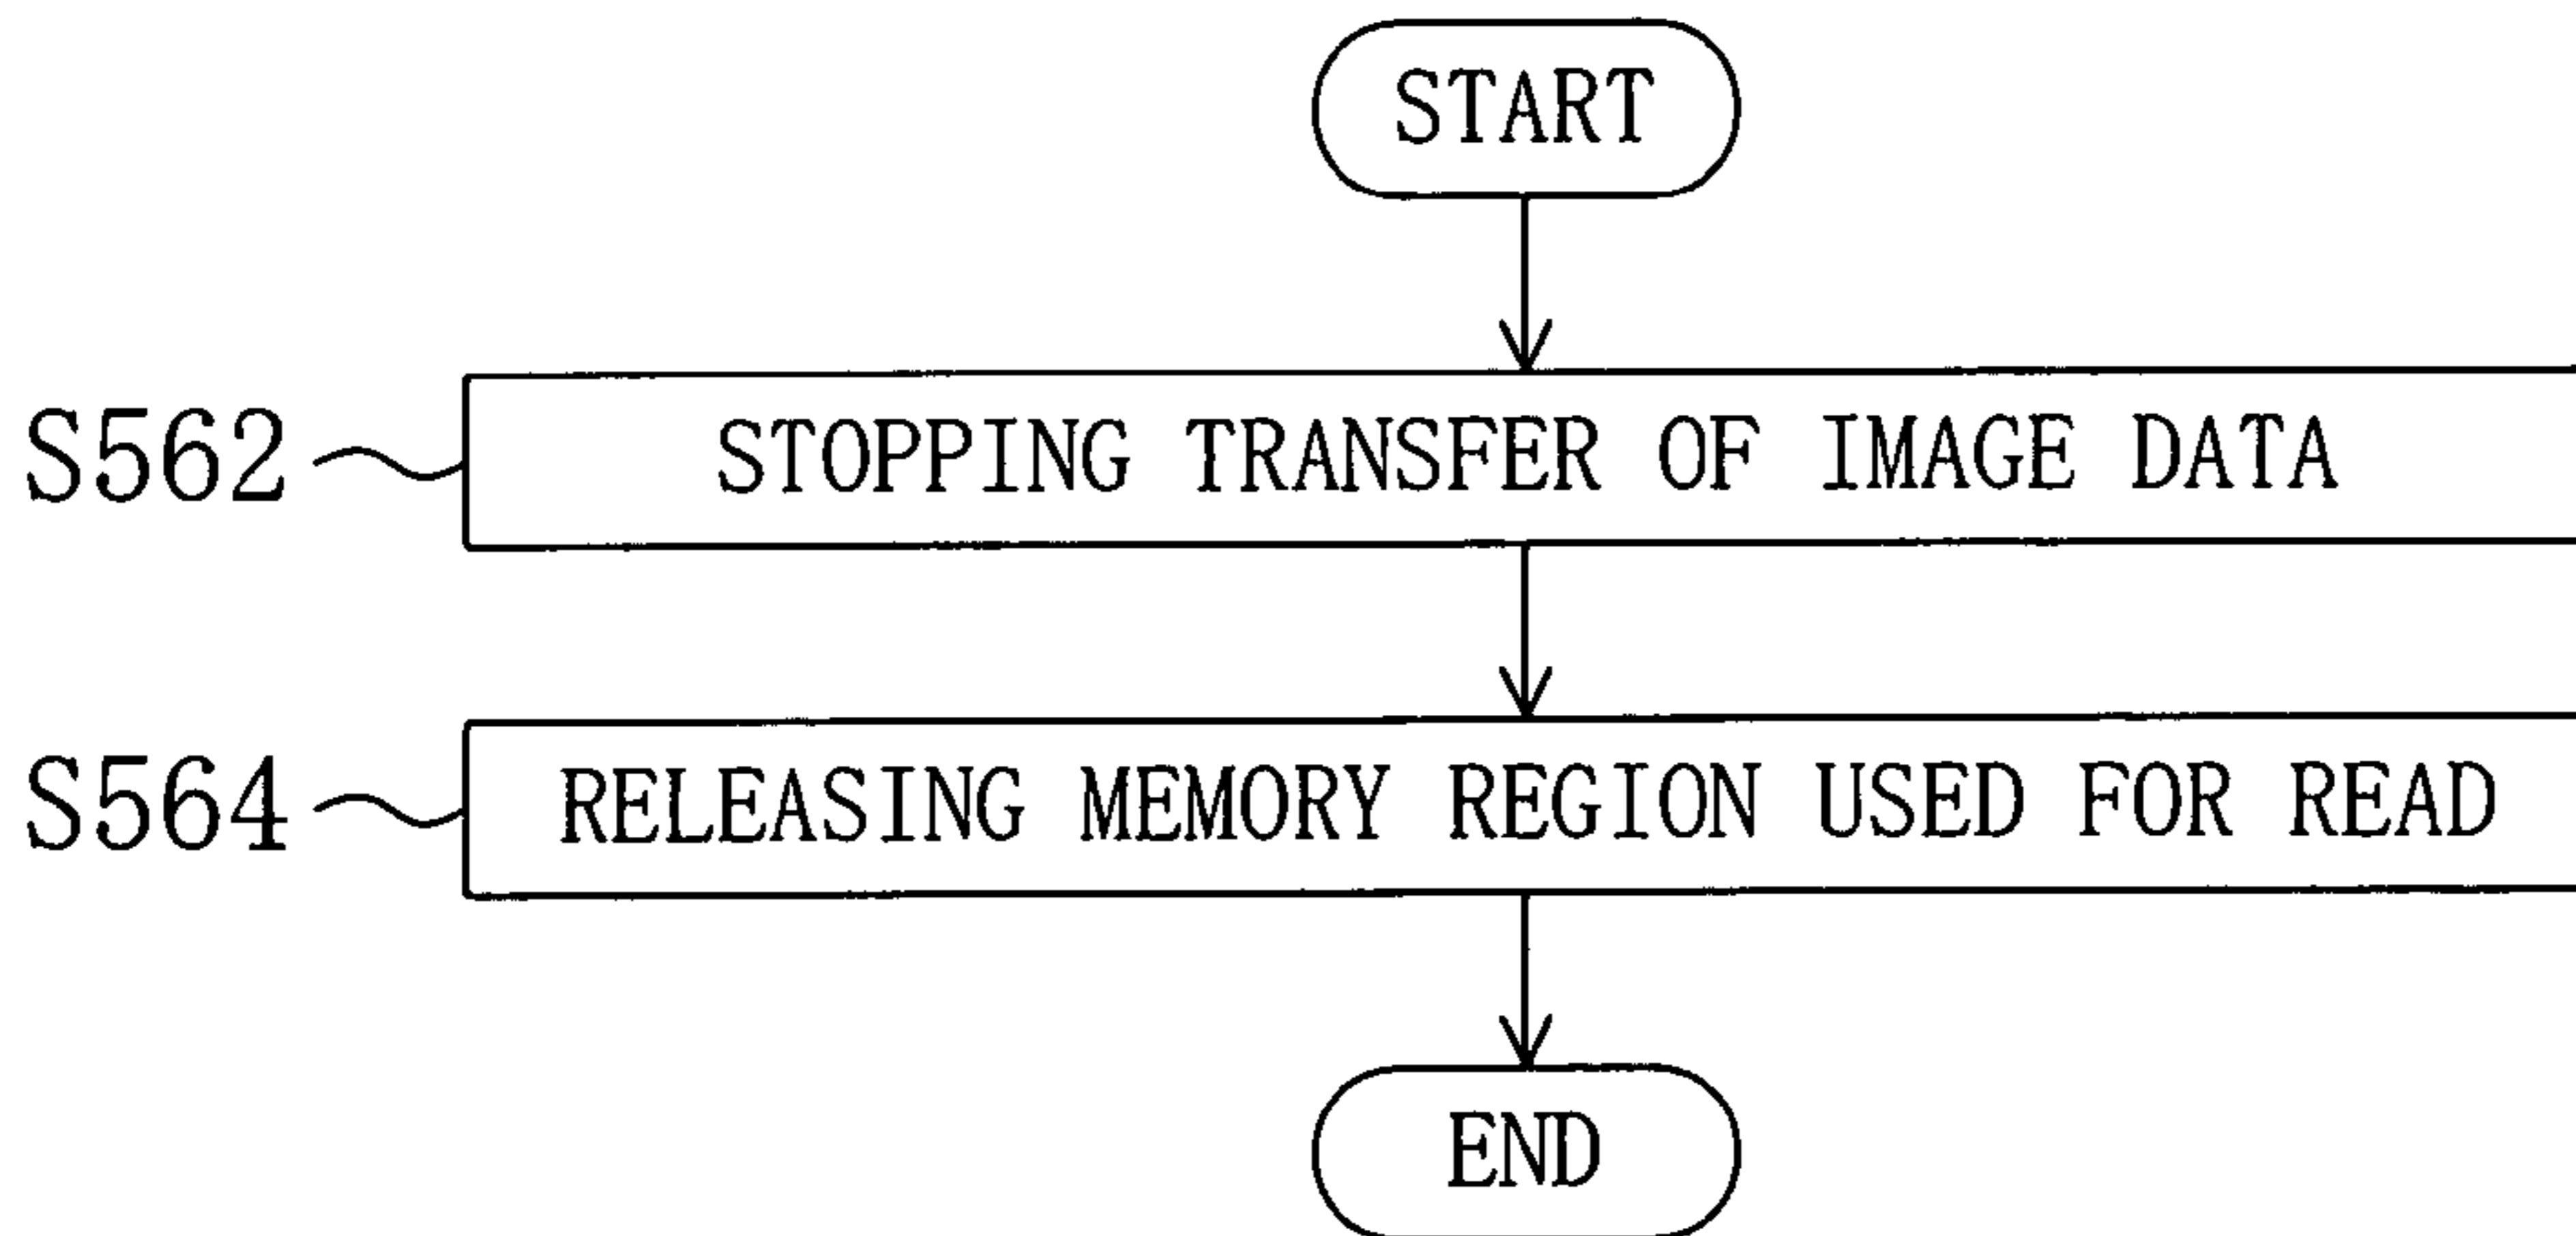 START
S562 STOPPING TRANSFER OF IMAGE DATA
S564 RELEASING MEMORY REGION USED FOR READ
END